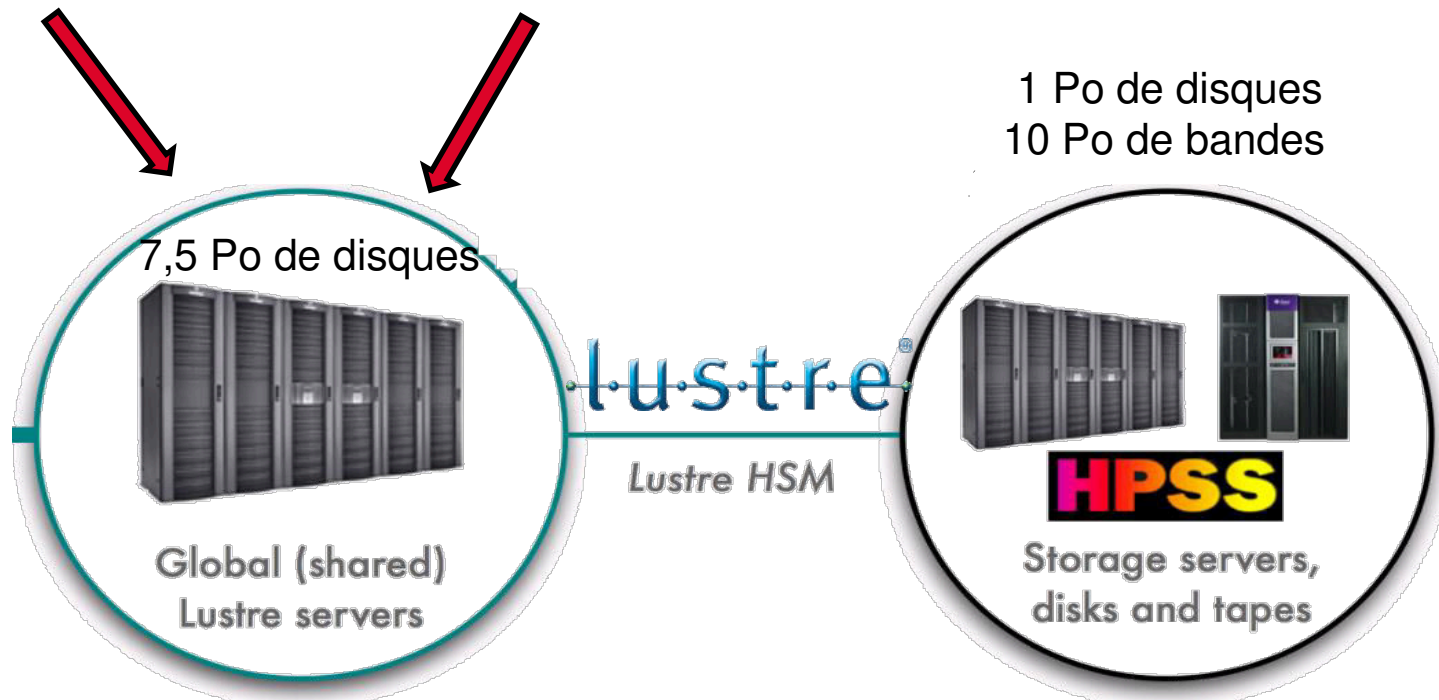 1 Po de disques
10 Po de bandes
7,5 Po de disques
l·u·s·t·r·e®
Lustre HSM
HPSS
Global (shared)
Lustre servers
Storage servers,
disks and tapes